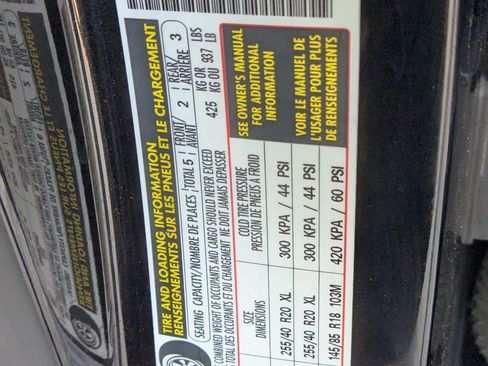 TIRE AND LOADING INFORMATION
RENSEIGNEMENTS SUR LES PNEUS ET LE CHARGEMENT
SEATING CAPACITY/NOMBRE DE PLACES TOTAL 5 FRONT/AVANT 2 REAR/ARRIÈRE 3
COMBINED WEIGHT OF OCCUPANTS AND CARGO SHOULD NEVER EXCEED 425 KG OR 937 LBS
TOTAL DES OCCUPANTS ET DU CHARGEMENT NE DOIT JAMAIS DÉPASSER KG OU LB
SIZE
DIMENSIONS
COLD TIRE PRESSURE
PRESSION DE PNEUS A FROID
SEE OWNER'S MANUAL
FOR ADDITIONAL
INFORMATION
255/40 R20 XL 300 KPA / 44 PSI
255/40 R20 XL 300 KPA / 44 PSI
145/85 R18 103M 420 KPA / 60 PSI
VOIR LE MANUEL DE
L'USAGER POUR PLUS
DE RENSEIGNEMENTS